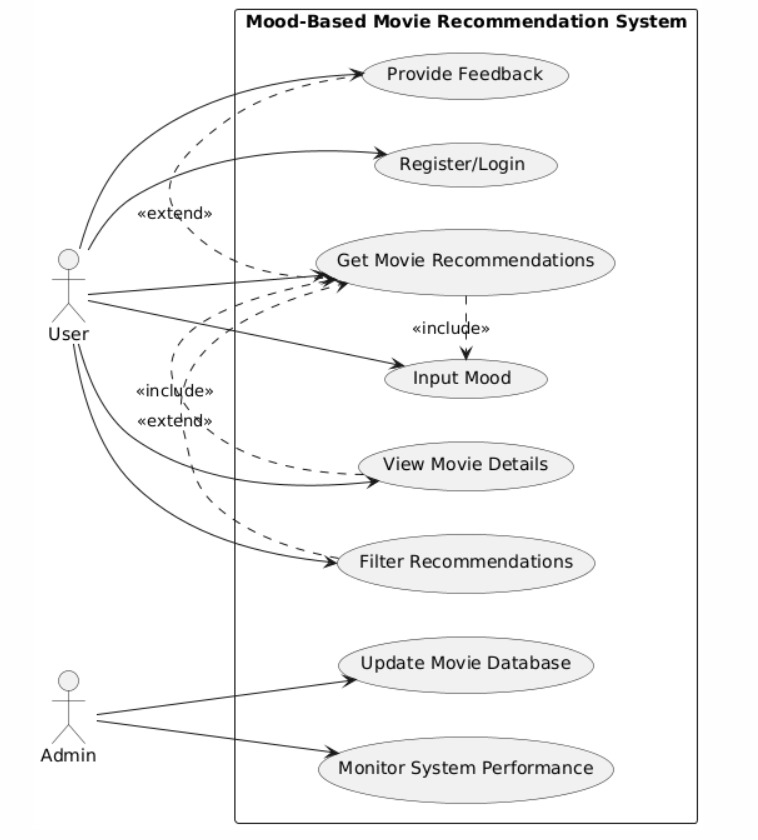 Mood-Based Movie Recommendation System
Provide Feedback
Register/Login
«extend»
Get Movie Recommendations
User
«include»
Input Mood
«include»
«extend»
View Movie Details
Filter Recommendations
Update Movie Database
Admin
Monitor System Performance